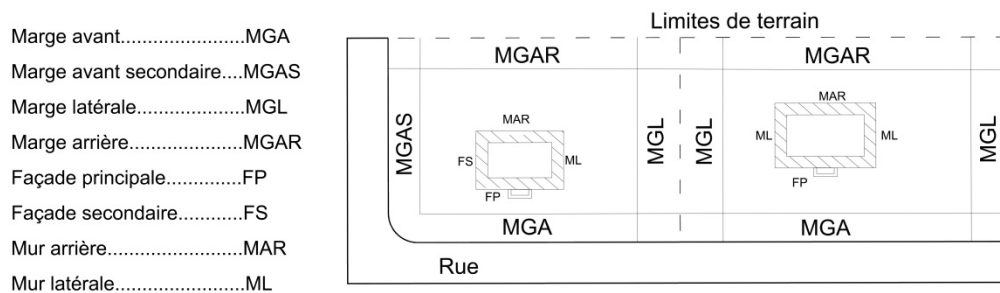 Marge avant.......................MGA
Marge avant secondaire....MGAS
Marge latérale....................MGL
Marge arrière.....................MGAR
Façade principale..............FP
Façade secondaire.............FS
Mur arrière.........................MAR
Mur latérale........................ML
Limites de terrain
MGAR
MGAR
MGAS
MAR
FS
ML
FP
MGL
MGL
MAR
ML
ML
FP
MGL
MGA
MGA
Rue